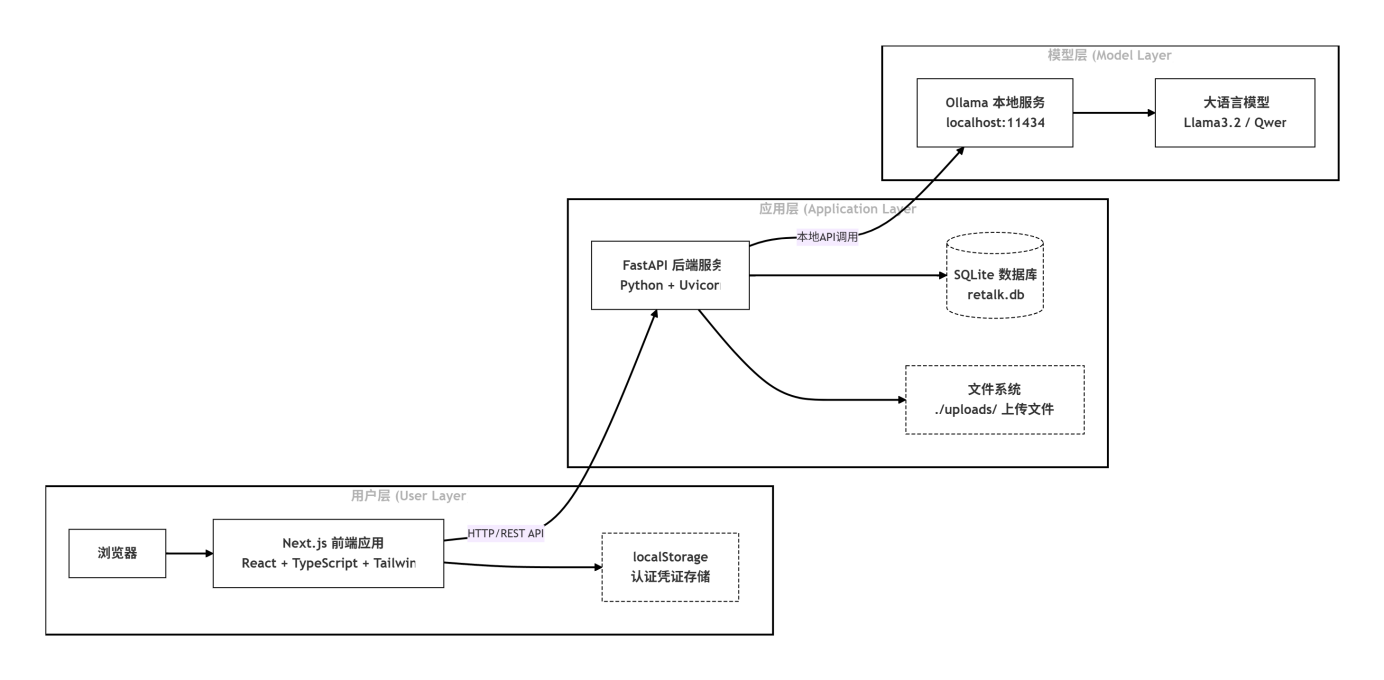 模型层 (Model Layer
Ollama 本地服务
localhost:11434
大语言模型
Llama3.2 / Qwer
应用层 (Application Layer
本地API调用
FastAPI 后端服务
Python + Uvicorn
SQLite 数据库
retalk.db
文件系统
./uploads/ 上传文件
用户层 (User Layer
浏览器
Next.js 前端应用
React + TypeScript + Tailwin
HTTP/REST API
localStorage
认证凭证存储